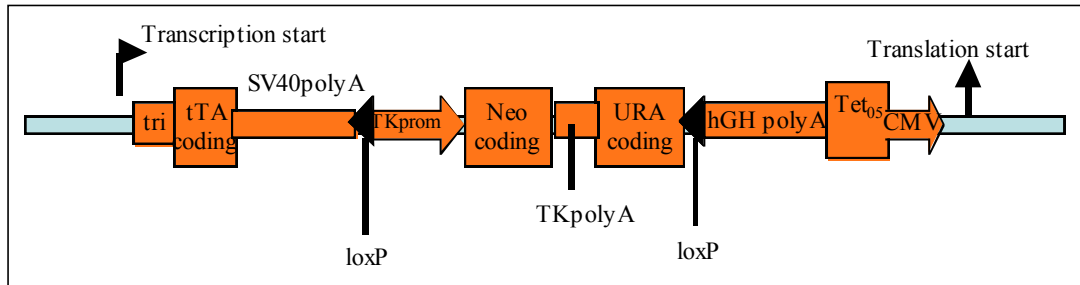 Transcription start
Translation start
SV40polyA
tri
tTA
coding
TKprom
Neo
coding
URA
coding
hGH polyA
Tet05
CMV
TKpolyA
loxP
loxP